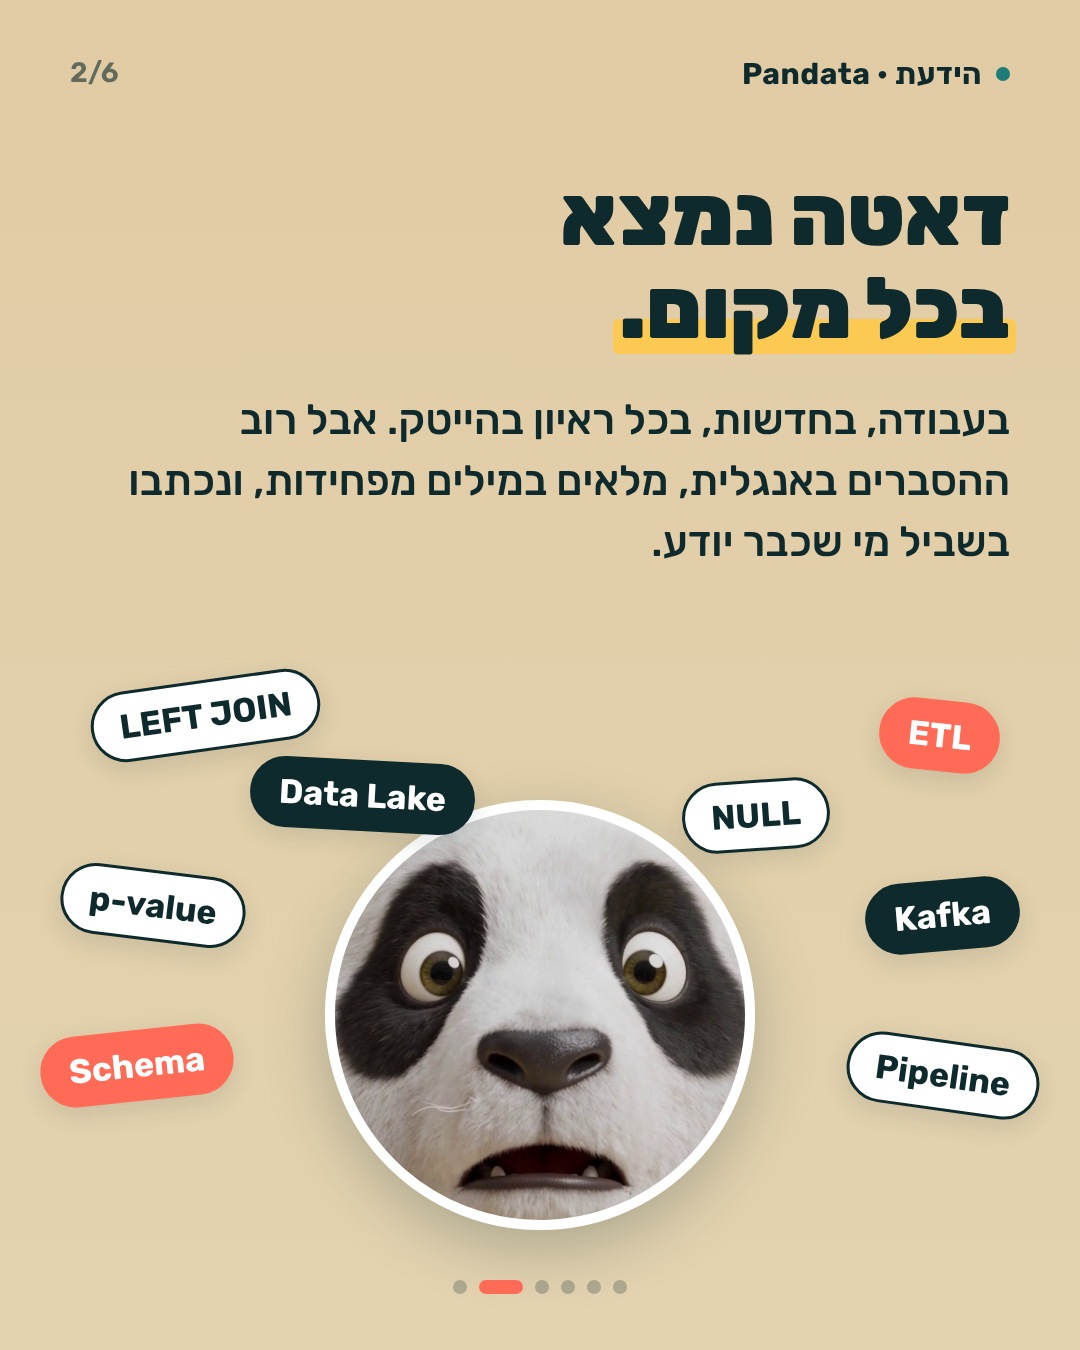 הידעת • Pandata
2/6
דאטה נמצא
בכל מקום.
בעבודה, בחדשות, בכל ראיון בהייטק. אבל רוב
ההסברים באנגלית, מלאים במילים מפחידות, ונכתבו
בשביל מי שכבר יודע.
LEFT JOIN
ETL
Data Lake
NULL
p-value
Kafka
Schema
Pipeline